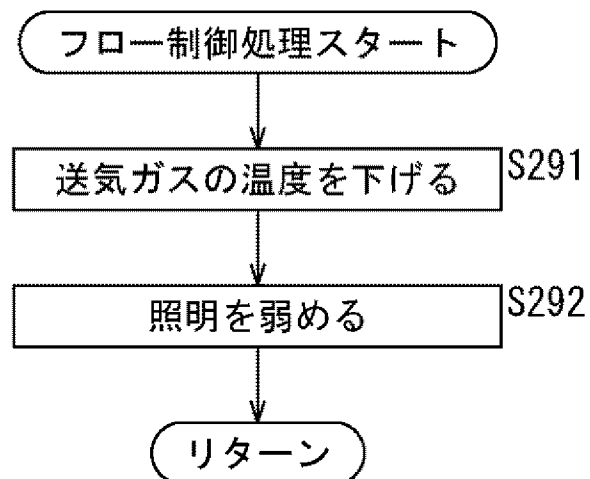 フロー制御処理スタート
送気ガスの温度を下げる
S291
照明を弱める
S292
リターン